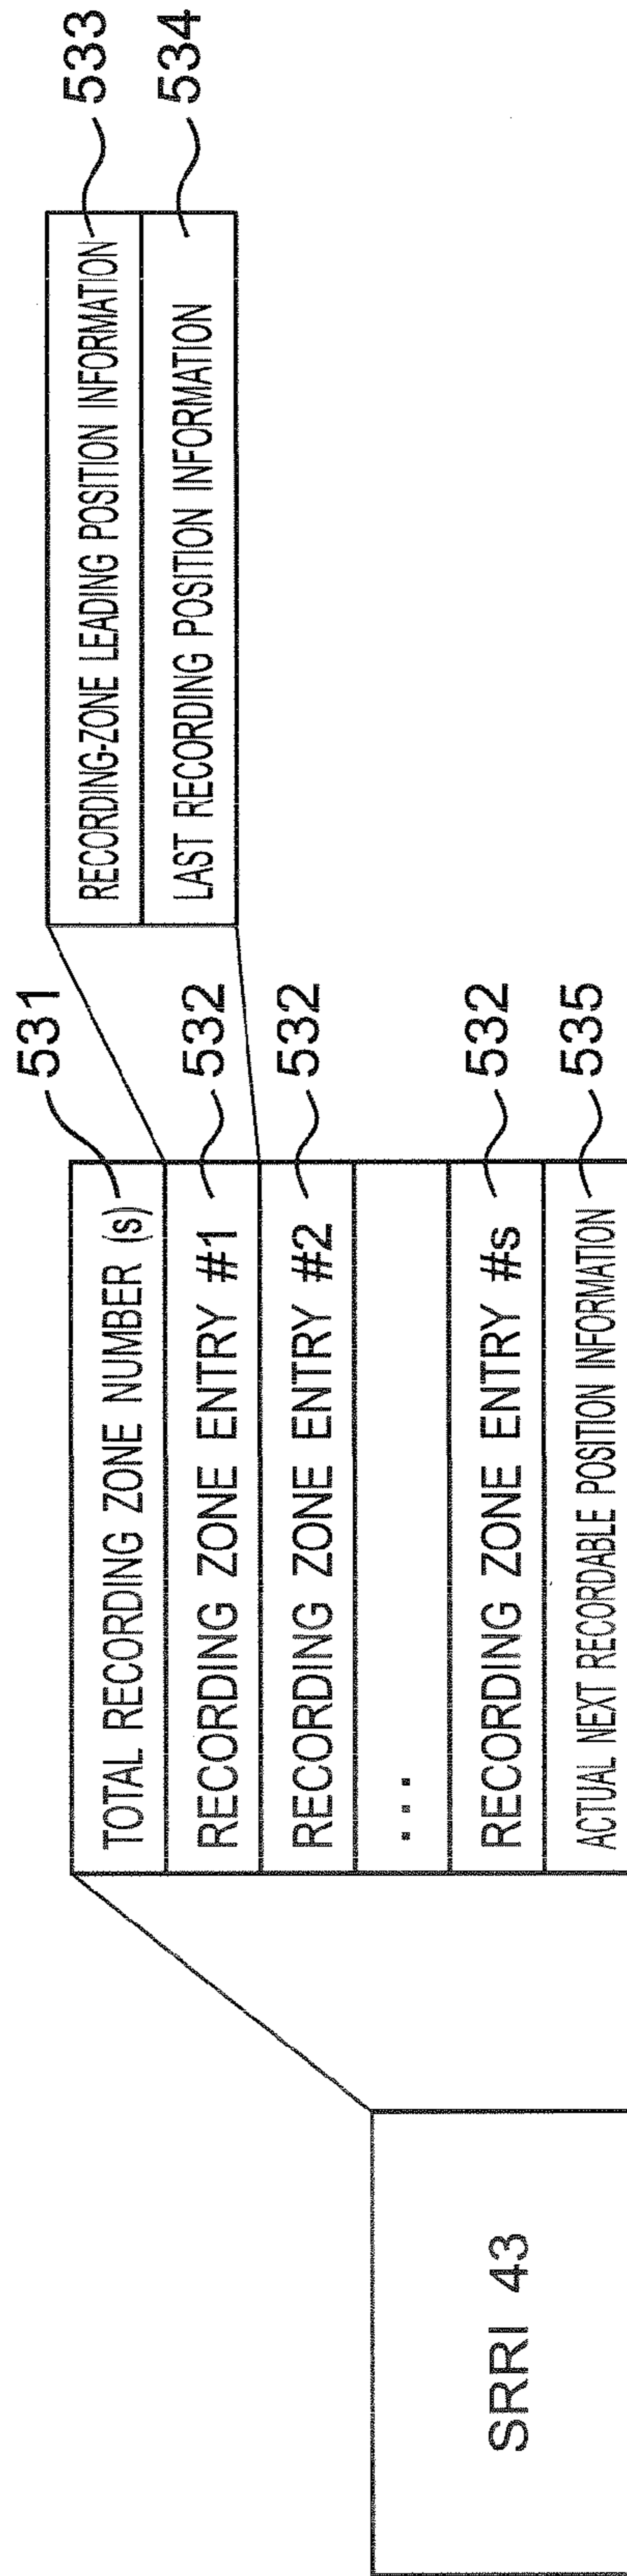 SRRI 43
TOTAL RECORDING ZONE NUMBER (s)
531
RECORDING ZONE ENTRY #1
532
RECORDING ZONE ENTRY #2
532
...
RECORDING ZONE ENTRY #s
532
ACTUAL NEXT RECORDABLE POSITION INFORMATION
535
RECORDING-ZONE LEADING POSITION INFORMATION
533
LAST RECORDING POSITION INFORMATION
534